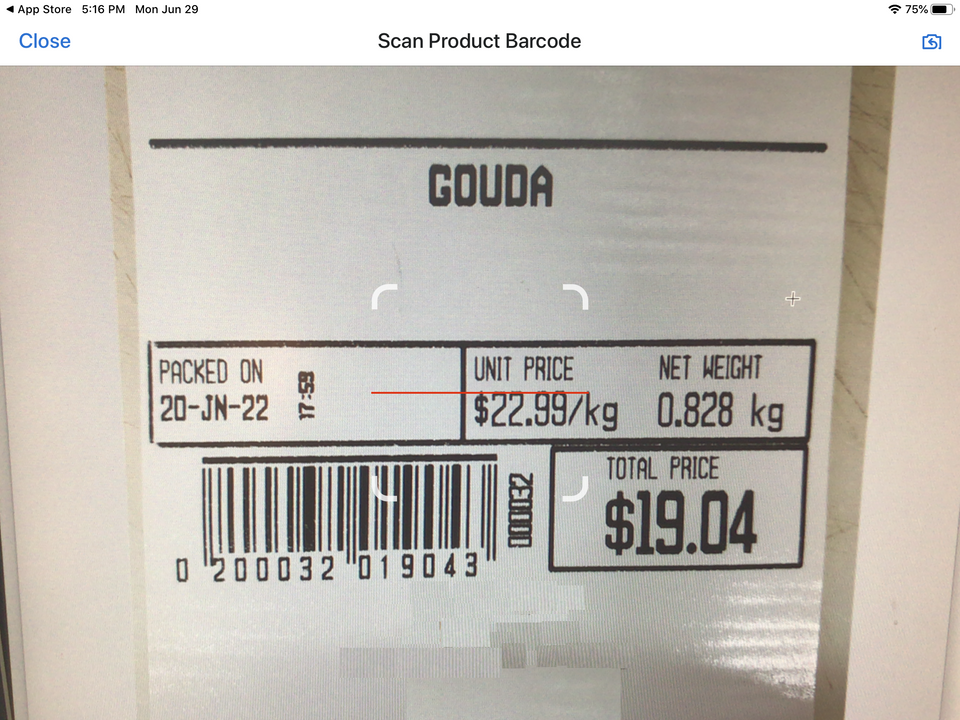 App Store 5:16 PM Mon Jun 29 75%
Close Scan Product Barcode
GOUDA
PACKED ON
20-JN-22 17:59
UNIT PRICE
$22.99/kg
NET WEIGHT
0.828 kg
000032
TOTAL PRICE
$19.04
0 200032 019043